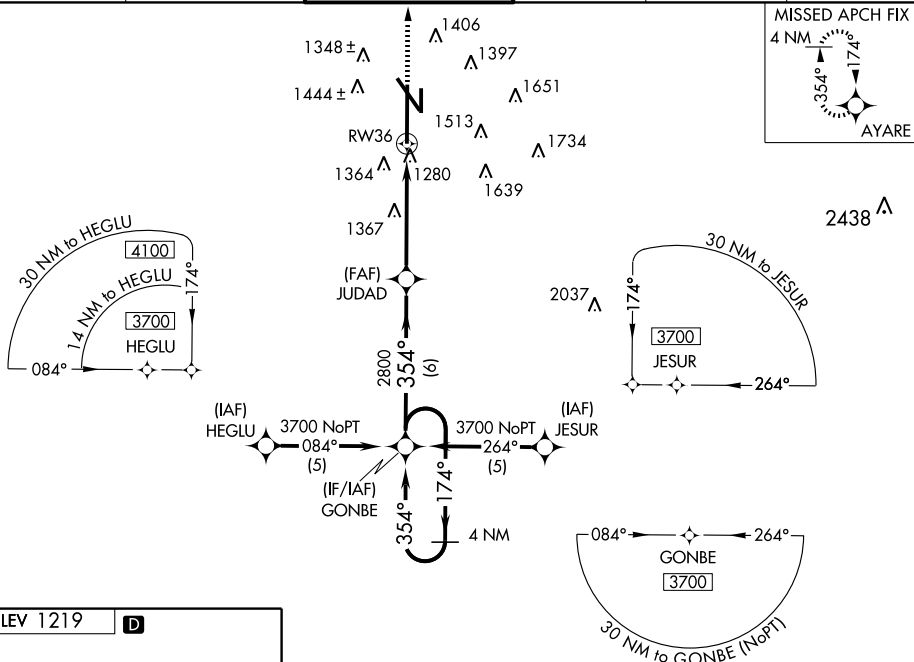 MISSED APCH FIX
4 NM
174°
354°
AYARE
1406
1348 ±
1397
1444 ±
1651
1513
RW36
1734
1364
1280
1639
1367
2438
30 NM to HEGLU
4100
174°
14 NM to HEGLU
3700
HEGLU
084°
(FAF)
JUDAD
30 NM to JESUR
174°
2037
3700
JESUR
264°
2800
354°
(6)
(IAF)
HEGLU
3700 NoPT
084°
(5)
3700 NoPT
264°
(5)
(IAF)
JESUR
(IF/IAF)
GONBE
354°
174°
4 NM
084°
264°
GONBE
3700
30 NM to GONBE (NoPT)
LEV 1219
D